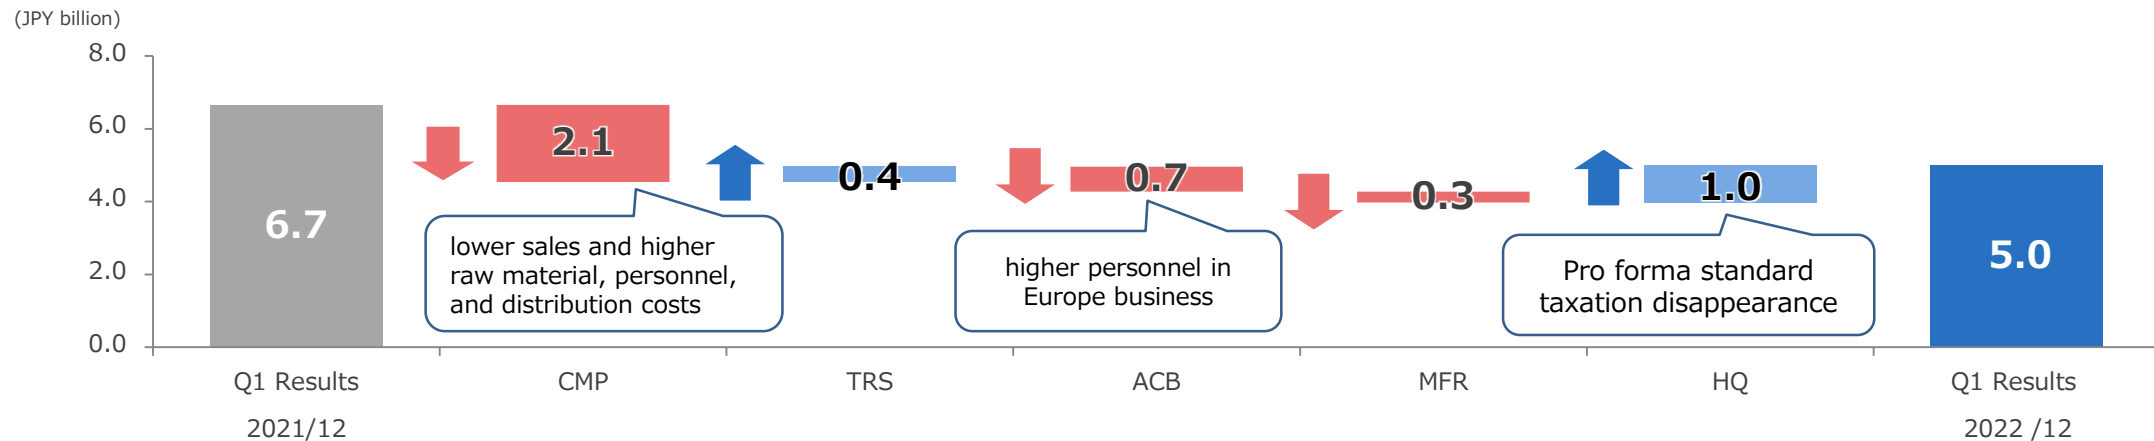 (JPY billion)
8.0
6.0
4.0
2.0
0.0
6.7
2.1
0.4
0.7
0.3
1.0
5.0
lower sales and higher
raw material, personnel,
and distribution costs
higher personnel in
Europe business
Pro forma standard
taxation disappearance
Q1 Results
2021/12
CMP
TRS
ACB
MFR
HQ
Q1 Results
2022 /12